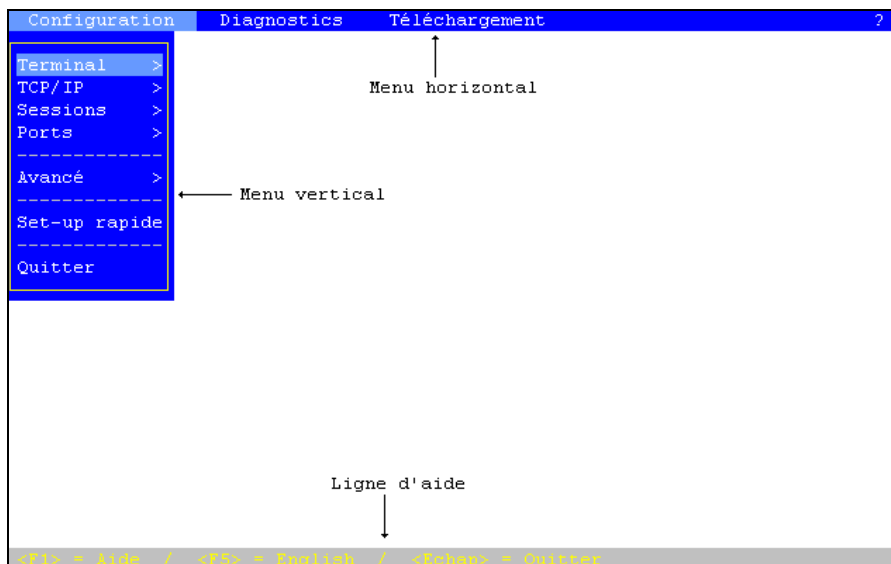 Configuration Diagnostics Téléchargement ?
Terminal >
TCP/IP >
Menu horizontal
Sessions >
Ports >
-------------
Avancé >
-------------
Menu vertical
Set-up rapide
-------------
Quitter
Ligne d'aide
<F1> = Aide / <F5> = English / <Echap> = Quitter